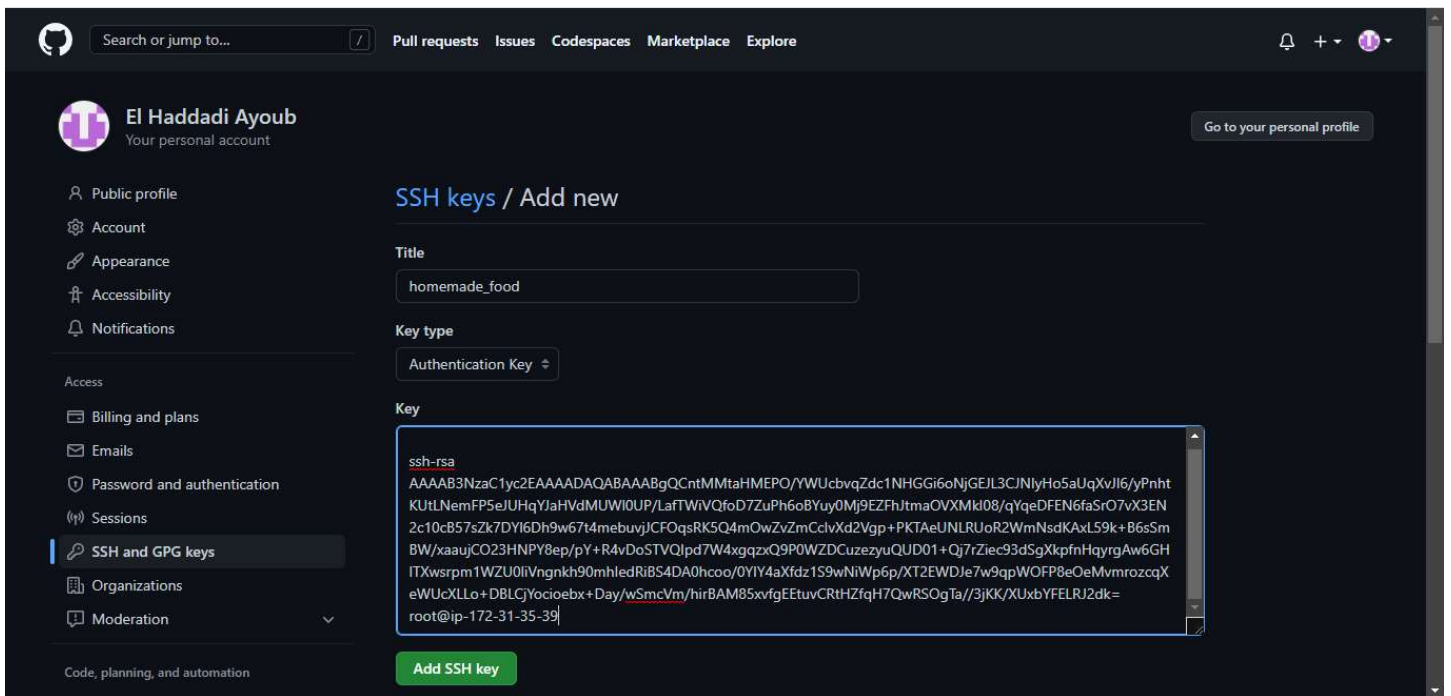 Search or jump to... /
Pull requests Issues Codespaces Marketplace Explore
El Haddadi Ayoub
Your personal account
Go to your personal profile
Public profile
Account
Appearance
Accessibility
Notifications
Access
Billing and plans
Emails
Password and authentication
Sessions
SSH and GPG keys
Organizations
Moderation
Code, planning, and automation
SSH keys / Add new
Title
homemade_food
Key type
Authentication Key
Key
ssh-rsa
AAAAB3NzaC1yc2EAAAADAQABAAABgQCntMMtaHMEPO/YWUcbvqZdc1NHGGi6oNjGEJL3CJNIyHo5aUqXvJl6/yPnht
KUtLNemFP5eJUHqYJaHVdMUWI0UP/LafTWiVQfoD7ZuPh6oBYuy0Mj9EZFhJtmaOVXMkl08/qYqeDFEN6faSrO7vX3EN
2c10cB57sZk7DYl6Dh9w67t4mebuvjJCFOqsRK5Q4mOwZvZmCclvXd2Vgp+PKTAeUNLRUoR2WmNsdKAxL59k+B6sSm
BW/xaaujCO23HNPY8ep/pY+R4vDoSTVQIpd7W4xgqzxQ9P0WZDCuzezyuQUD01+Qj7rZiec93dSgXkpfnHqyrgAw6GH
lTXwsrpm1WZU0liVngnkh90mhledRiBS4DA0hcoo/0YlY4aXfdz1S9wNiWp6p/XT2EWDJe7w9qpWOFP8eOeMvmrozcqX
eWUcXLLo+DBLCjYocioebx+Day/wSmcVm/hirBAM85xvfgEEtuvCRtHZfqH7QwRSOgTa//3jKK/XUxbYFELRJ2dk=
root@ip-172-31-35-39
Add SSH key